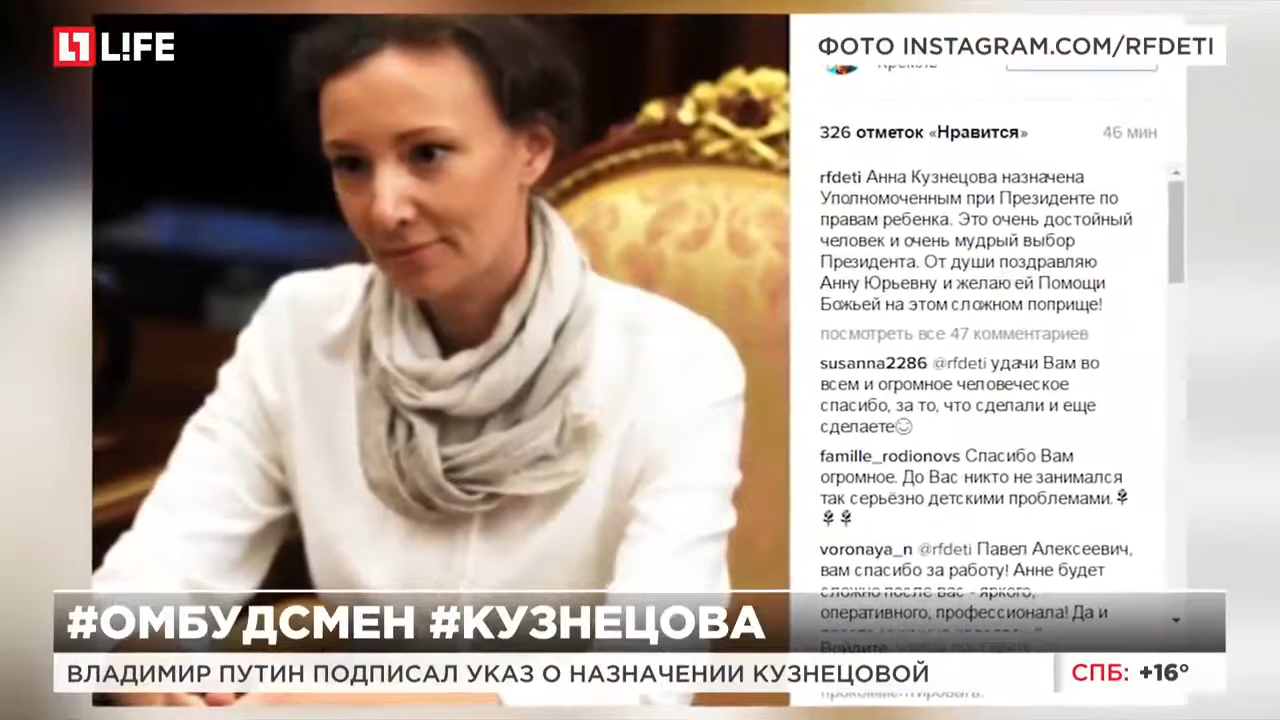 L!FE
ФОТО INSTAGRAM.COM/RFDETI
Кремль
326 отметок «Нравится»
46 мин
rfdeti Анна Кузнецова назначена
Уполномоченным при Президенте по
правам ребенка. Это очень достойный
человек и очень мудрый выбор
Президента. От души поздравляю
Анну Юрьевну и желаю ей Помощи
Божьей на этом сложном поприще!
посмотреть все 47 комментариев
susanna2286 @rfdeti удачи Вам во
всем и огромное человеческое
спасибо, за то, что сделали и еще
сделаете☺
famille_rodionovs Спасибо Вам
огромное. До Вас никто не занимался
так серьёзно детскими проблемами.⚘
⚘⚘
voronaya_n @rfdeti Павел Алексеевич,
вам спасибо за работу! Анне будет
сложно после вас - яркого,
оперативного, профессионала! Да и
Войдите
прокомментировать.
#ОМБУДСМЕН #КУЗНЕЦОВА
ВЛАДИМИР ПУТИН ПОДПИСАЛ УКАЗ О НАЗНАЧЕНИИ КУЗНЕЦОВОЙ
СПБ: +16°